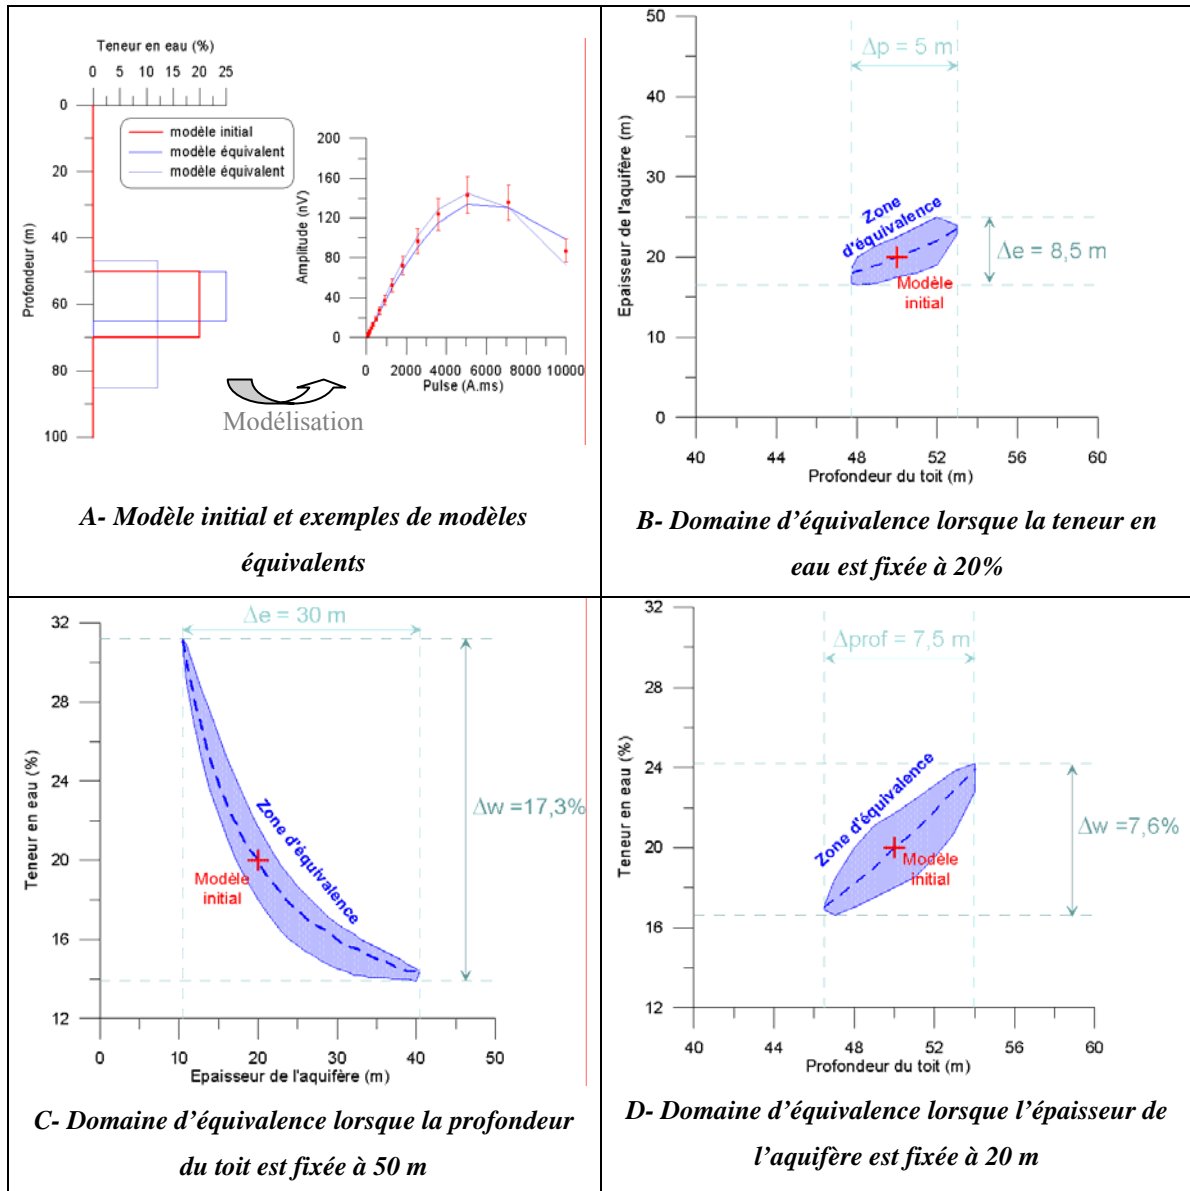 Teneur en eau (%)
0 5 10 15 20 25
0
20
40
60
80
100
Profondeur (m)
modèle initial
modèle équivalent
modèle équivalent
200
160
120
80
40
0
Amplitude (nV)
0 2000 4000 6000 8000 10000
Pulse (A.ms)
Modélisation
A- Modèle initial et exemples de modèles
équivalents
50
40
30
20
10
0
Epaisseur de l'aquifère (m)
Δp = 5 m
Zone
d'équivalence
Δe = 8,5 m
Modèle
initial
40 44 48 52 56 60
Profondeur du toit (m)
B- Domaine d'équivalence lorsque la teneur en
eau est fixée à 20%
32
28
24
20
16
12
Teneur en eau (%)
Δe = 30 m
Δw =17,3%
Zone d'équivalence
Modèle
initial
0 10 20 30 40 50
Epaisseur de l'aquifère (m)
C- Domaine d'équivalence lorsque la profondeur
du toit est fixée à 50 m
32
28
24
20
16
12
Teneur en eau (%)
Δprof = 7,5 m
Zone d'équivalence
Δw =7,6%
Modèle
initial
40 44 48 52 56 60
Profondeur du toit (m)
D- Domaine d'équivalence lorsque l'épaisseur de
l'aquifère est fixée à 20 m